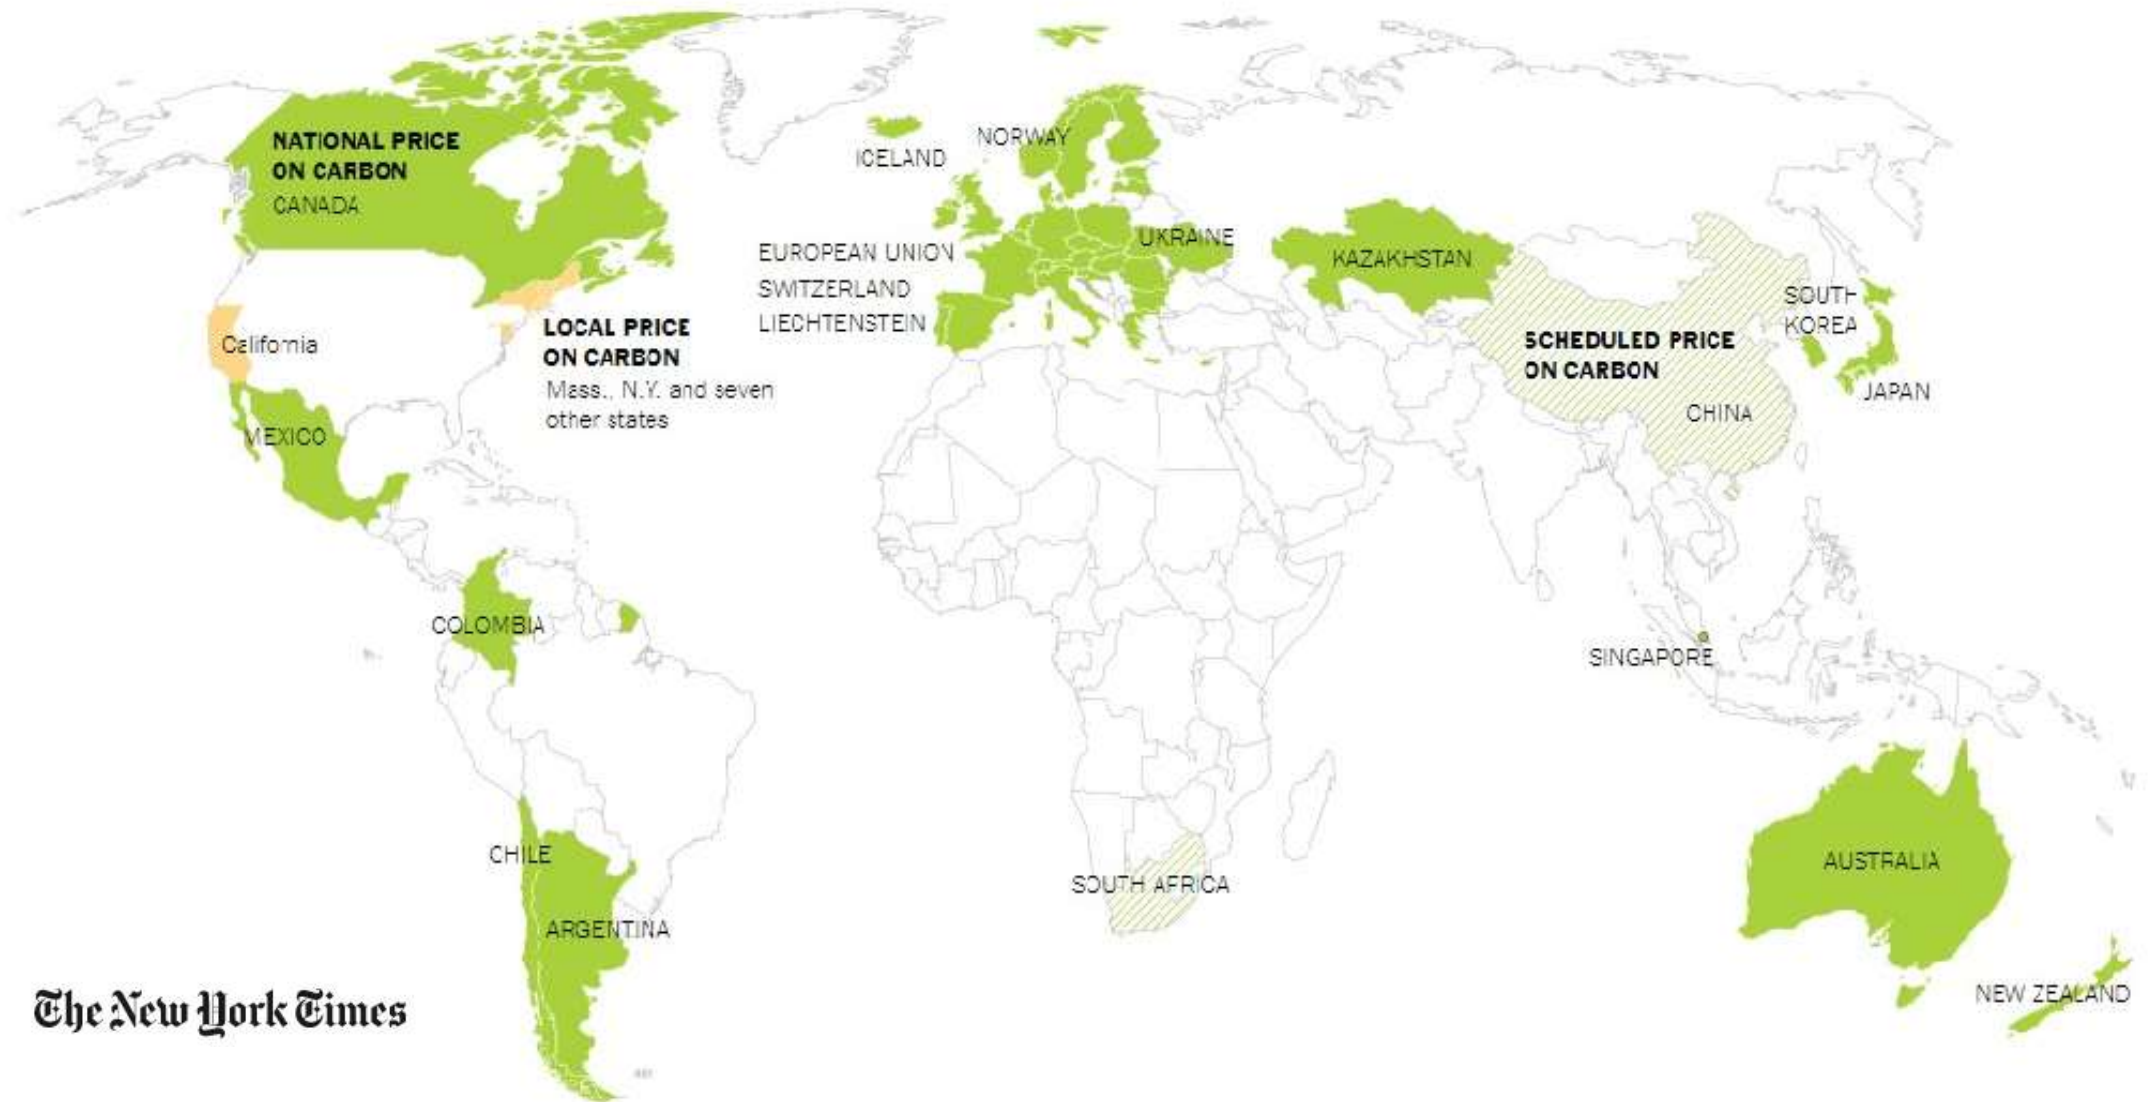 NATIONAL PRICE
ON CARBON
CANADA
ICELAND
NORWAY
EUROPEAN UNION
SWITZERLAND
LIECHTENSTEIN
UKRAINE
KAZAKHSTAN
California
LOCAL PRICE
ON CARBON
Mass., N.Y. and seven
other states
SCHEDULED PRICE
ON CARBON
CHINA
SOUTH
KOREA
JAPAN
MEXICO
COLOMBIA
SINGAPORE
CHILE
ARGENTINA
SOUTH AFRICA
AUSTRALIA
NEW ZEALAND
The New York Times